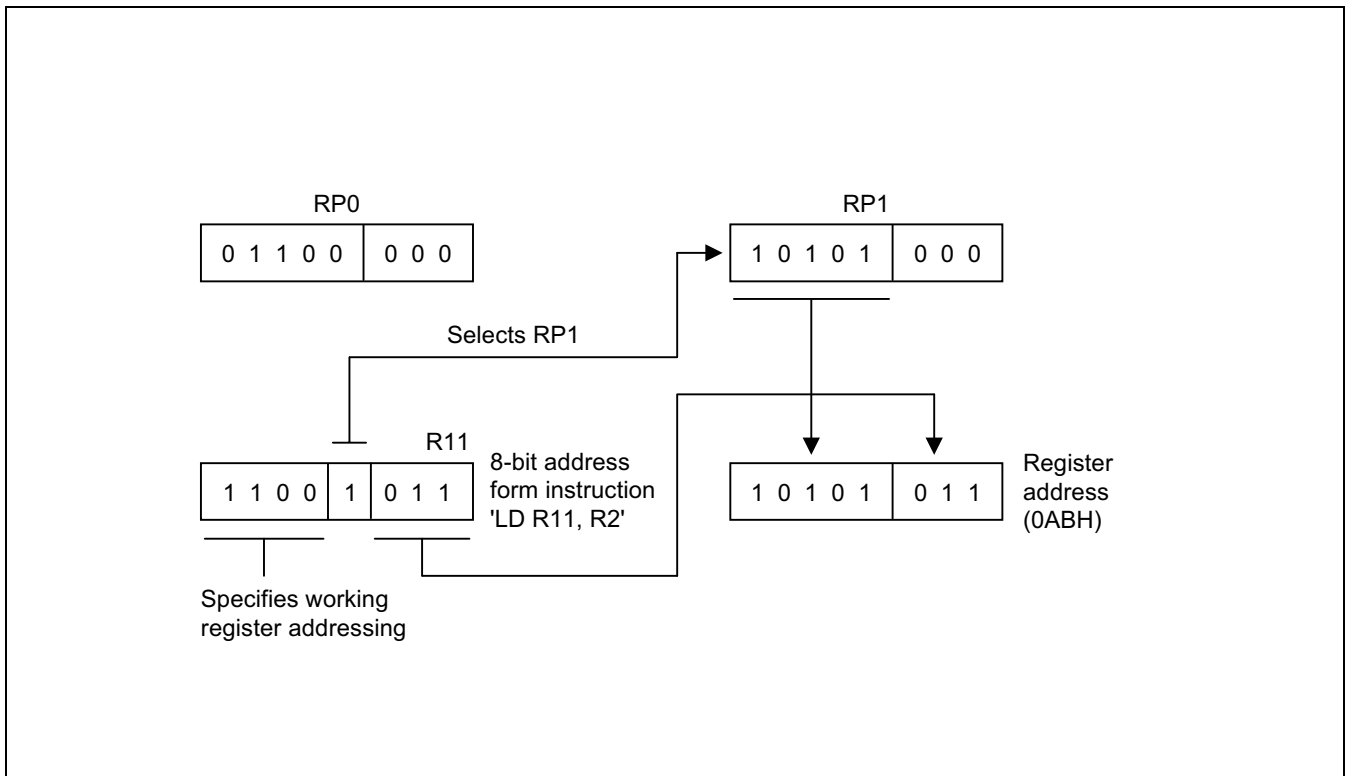 RP0
RP1
0 1 1 0 0 0 0 0
1 0 1 0 1 0 0 0
Selects RP1
R11
1 1 0 0 1 0 1 1
8-bit address
form instruction
'LD R11, R2'
1 0 1 0 1 0 1 1
Register
address
(0ABH)
Specifies working
register addressing